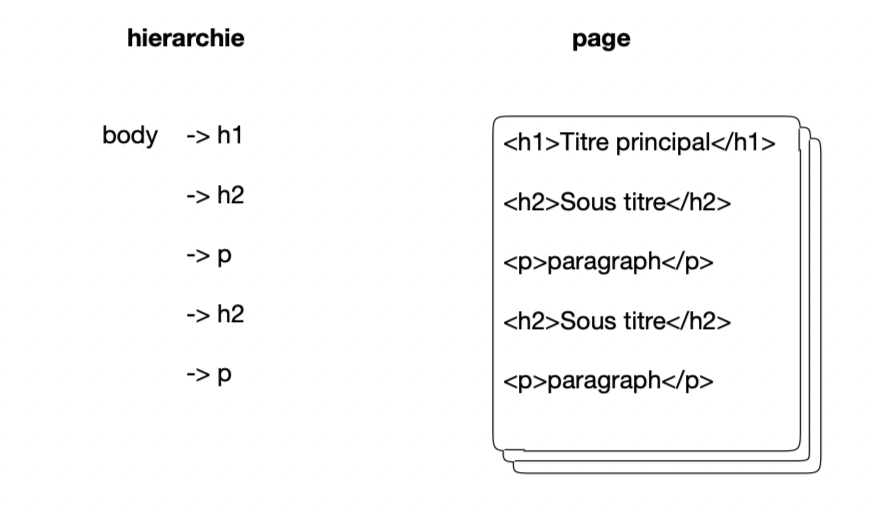 hierarchie
page
body -> h1
-> h2
-> p
-> h2
-> p
<h1>Titre principal</h1>
<h2>Sous titre</h2>
<p>paragraph</p>
<h2>Sous titre</h2>
<p>paragraph</p>